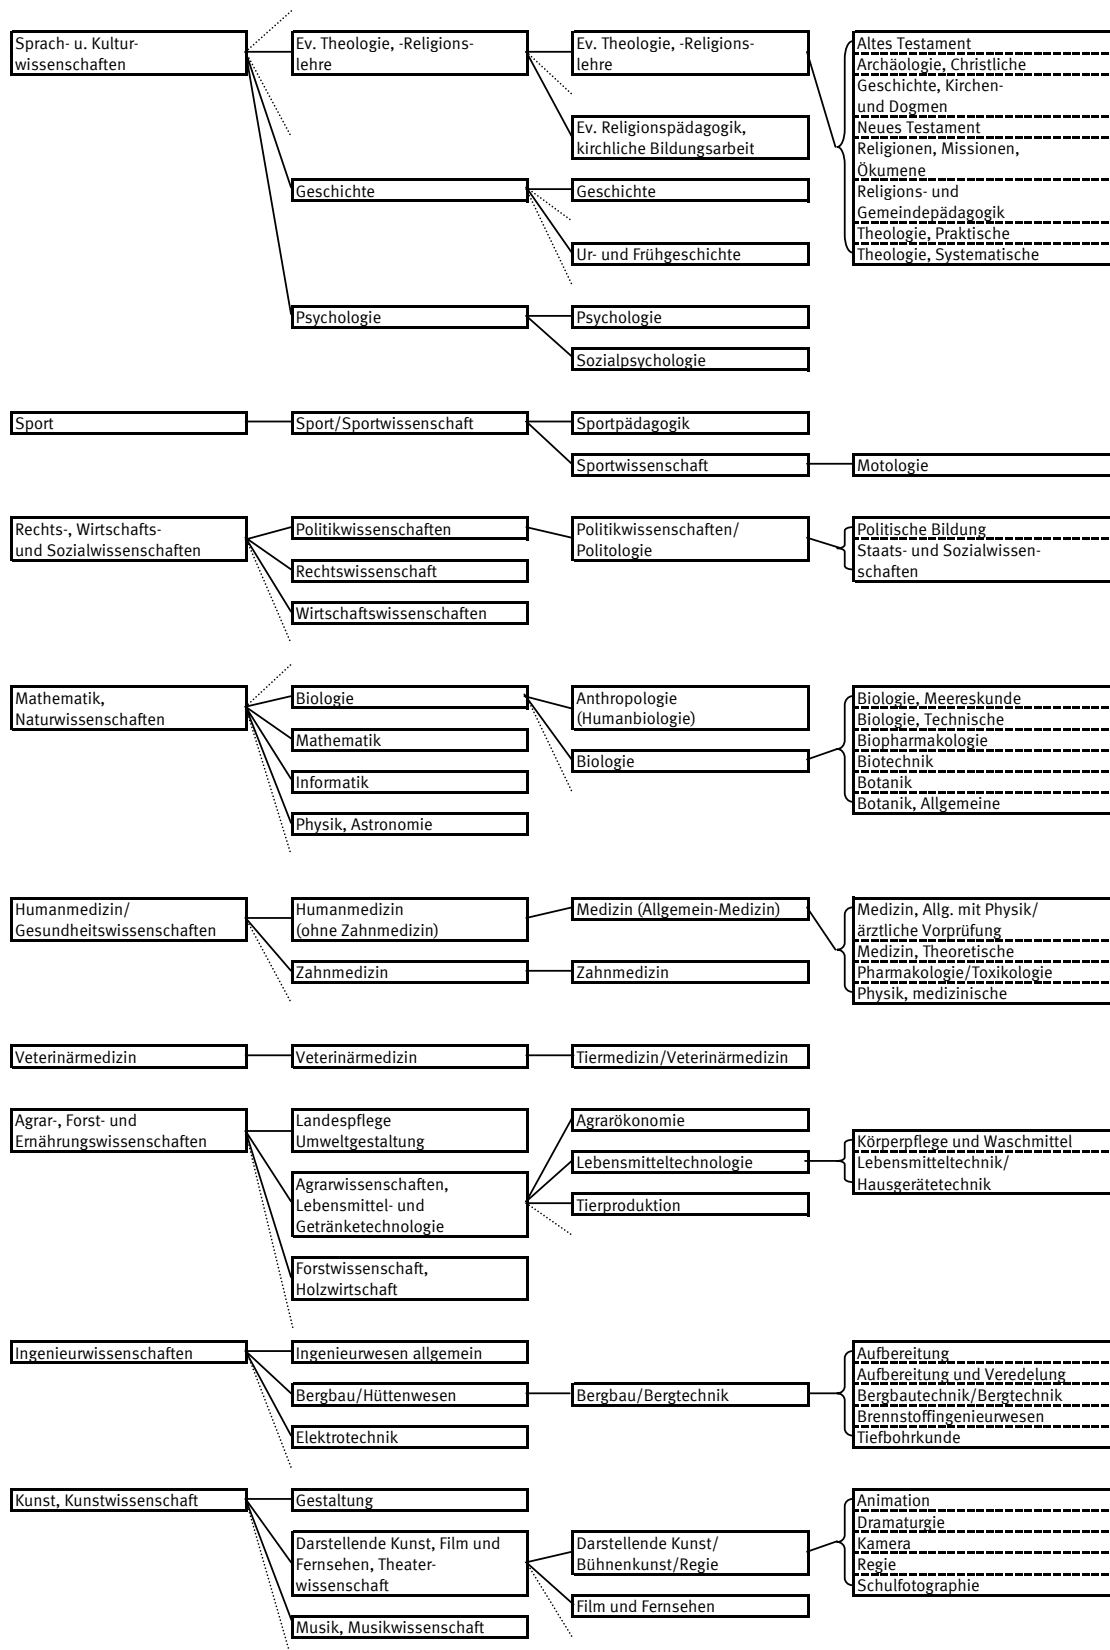 Sprach- u. Kultur-
wissenschaften
Ev. Theologie, -Religions-
lehre
Ev. Theologie, -Religions-
lehre
Altes Testament
Archäologie, Christliche
Geschichte, Kirchen-
und Dogmen
Neues Testament
Religionen, Missionen,
Ökumene
Religions- und
Gemeindepädagogik
Theologie, Praktische
Theologie, Systematische
Ev. Religionspädagogik,
kirchliche Bildungsarbeit
Geschichte
Geschichte
Ur- und Frühgeschichte
Psychologie
Psychologie
Sozialpsychologie
Sport
Sport/Sportwissenschaft
Sportpädagogik
Sportwissenschaft
Motologie
Rechts-, Wirtschafts-
und Sozialwissenschaften
Politikwissenschaften
Politikwissenschaften/
Politologie
Politische Bildung
Staats- und Sozialwissen-
schaften
Rechtswissenschaft
Wirtschaftswissenschaften
Mathematik,
Naturwissenschaften
Biologie
Anthropologie
(Humanbiologie)
Biologie, Meereskunde
Biologie, Technische
Biopharmakologie
Biotechnik
Botanik
Botanik, Allgemeine
Mathematik
Biologie
Informatik
Physik, Astronomie
Humanmedizin/
Gesundheitswissenschaften
Humanmedizin
(ohne Zahnmedizin)
Medizin (Allgemein-Medizin)
Medizin, Allg. mit Physik/
ärztliche Vorprüfung
Medizin, Theoretische
Pharmakologie/Toxikologie
Physik, medizinische
Zahnmedizin
Zahnmedizin
Veterinärmedizin
Veterinärmedizin
Tiermedizin/Veterinärmedizin
Agrar-, Forst- und
Ernährungswissenschaften
Landespflege
Umweltgestaltung
Agrarökonomie
Lebensmitteltechnologie
Körperpflege und Waschmittel
Lebensmitteltechnik/
Hausgerätetechnik
Agrarwissenschaften,
Lebensmittel- und
Getränketechnologie
Tierproduktion
Forstwissenschaft,
Holzwirtschaft
Ingenieurwissenschaften
Ingenieurwesen allgemein
Bergbau/Hüttenwesen
Bergbau/Bergtechnik
Aufbereitung
Aufbereitung und Veredelung
Bergbautechnik/Bergtechnik
Brennstoffingenieurwesen
Tiefbohrkunde
Elektrotechnik
Kunst, Kunstwissenschaft
Gestaltung
Darstellende Kunst, Film und
Fernsehen, Theater-
wissenschaft
Darstellende Kunst/
Bühnenkunst/Regie
Animation
Dramaturgie
Kamera
Regie
Schulfotographie
Film und Fernsehen
Musik, Musikwissenschaft